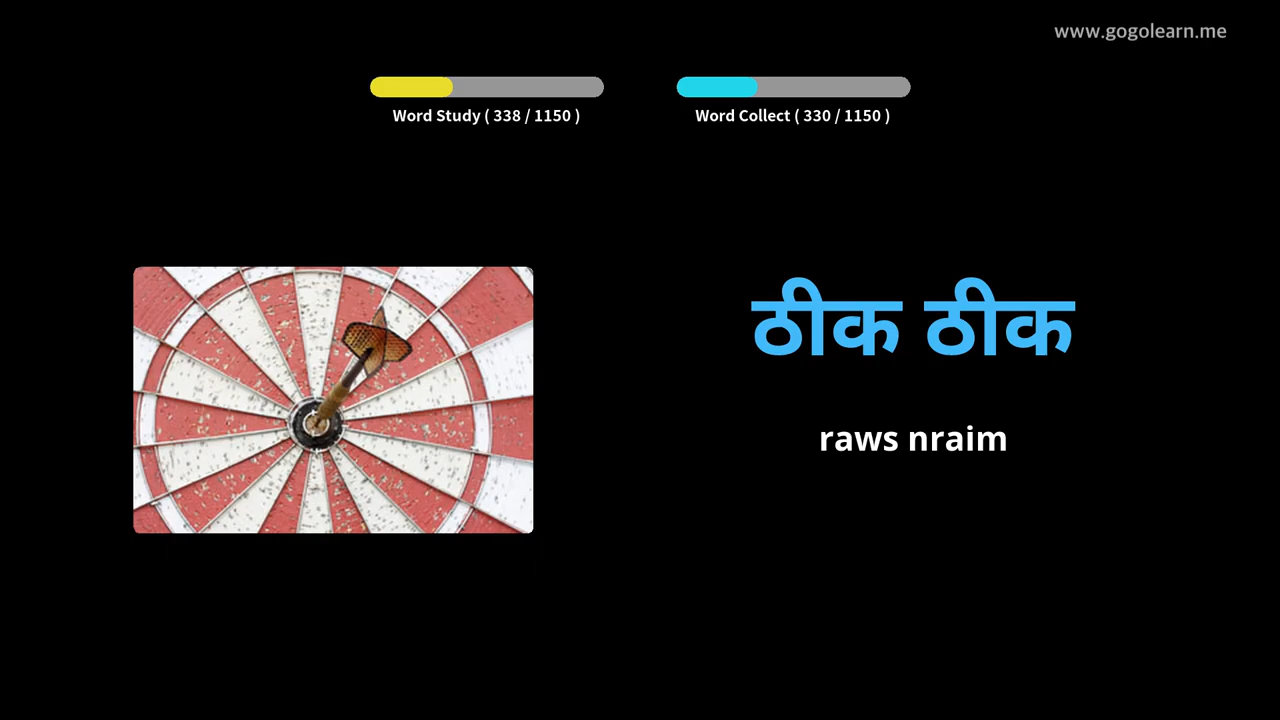 www.gogolearn.me
Word Study ( 338 / 1150 )
Word Collect ( 330 / 1150 )
ठीक ठीक
raws nraim